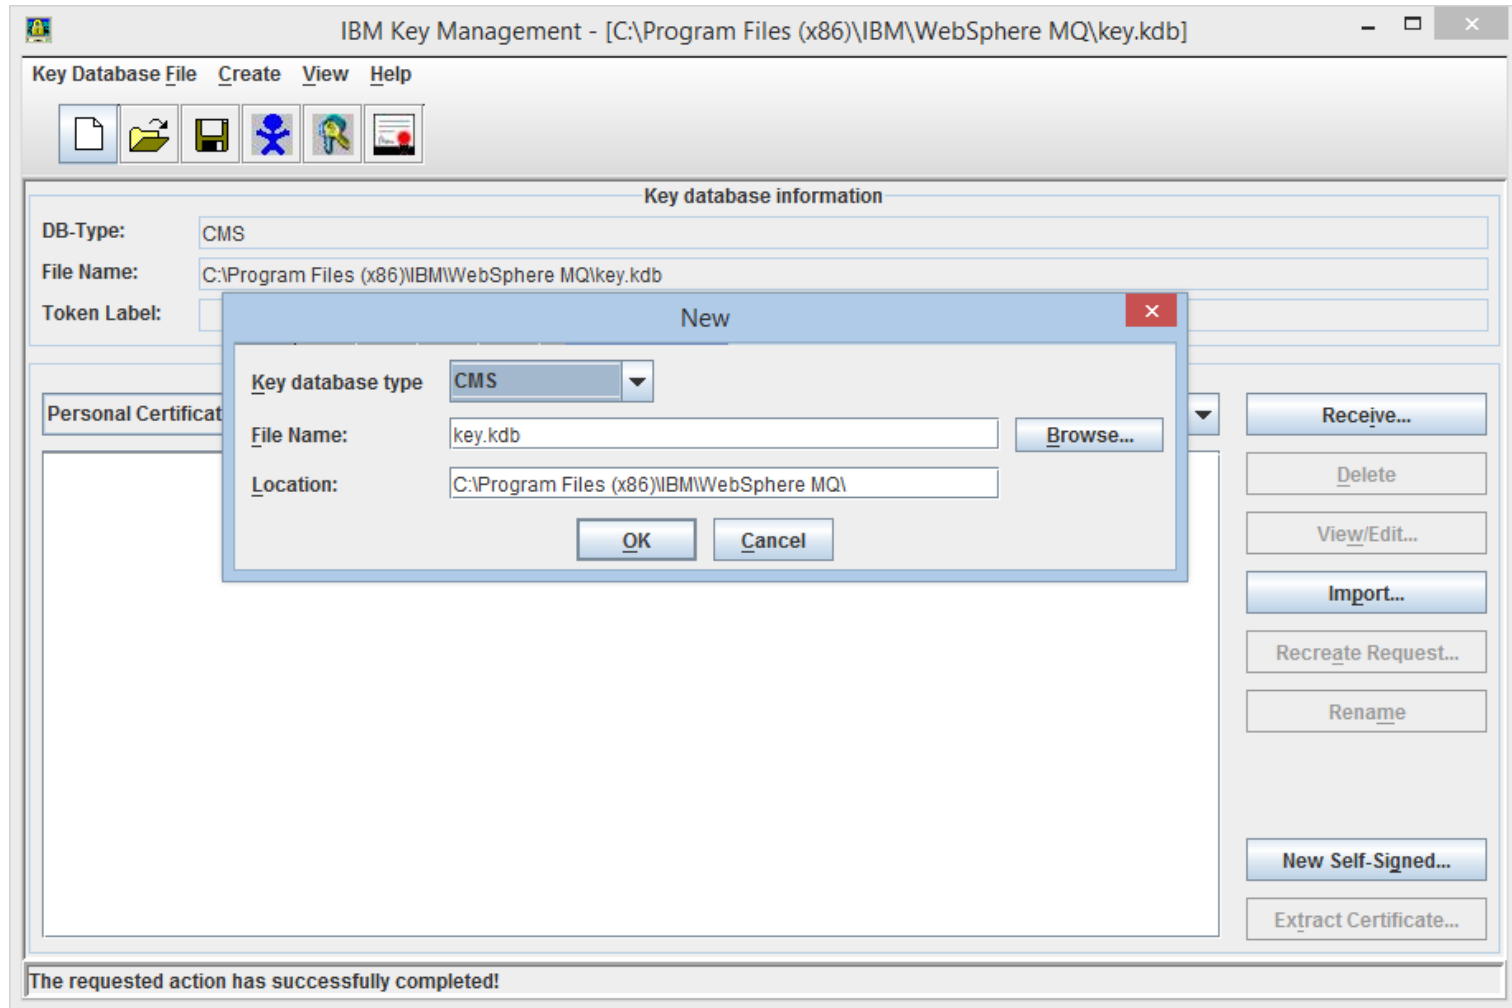 IBM Key Management - [C:\Program Files (x86)\IBM\WebSphere MQ\key.kdb]
Key Database File Create View Help
Key database information
DB-Type: CMS
File Name: C:\Program Files (x86)\IBM\WebSphere MQ\key.kdb
Token Label:
New
Key database type CMS
File Name: key.kdb Browse...
Location: C:\Program Files (x86)\IBM\WebSphere MQ\
OK Cancel
Personal Certificat
Receive...
Delete
View/Edit...
Import...
Recreate Request...
Rename
New Self-Signed...
Extract Certificate...
The requested action has successfully completed!